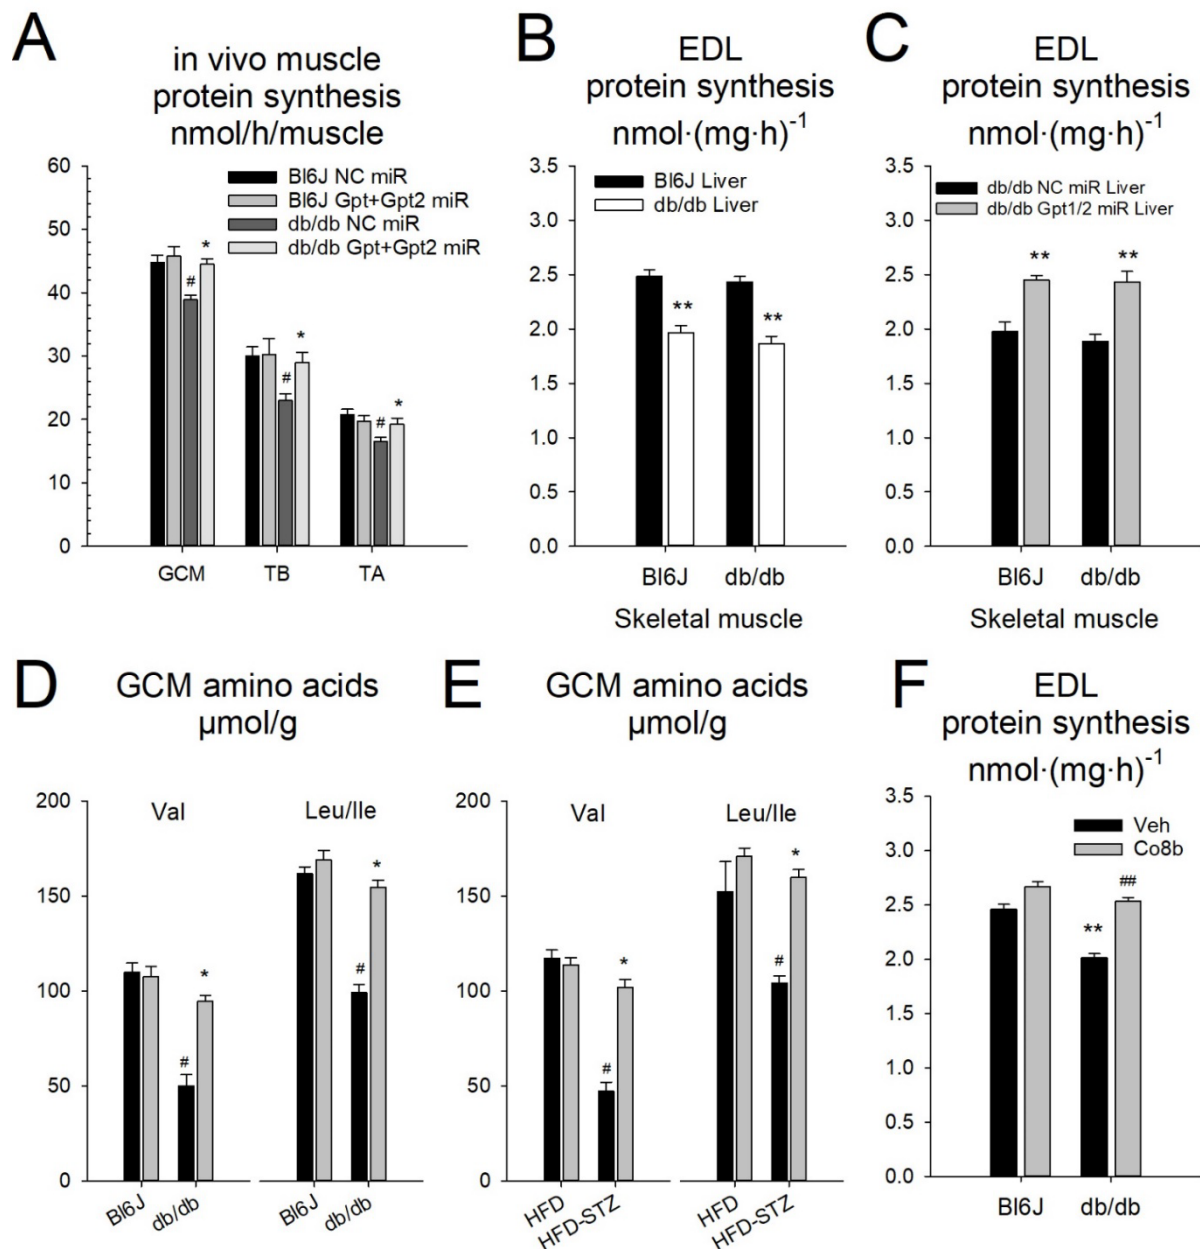 A
in vivo muscle
protein synthesis
nmol/h/muscle
60
50
40
30
20
10
0
Bl6J NC miR
Bl6J Gpt+Gpt2 miR
db/db NC miR
db/db Gpt+Gpt2 miR
# *
# *
# *
GCM TB TA
B
EDL
protein synthesis
nmol·(mg·h)⁻¹
3.5
3.0
2.5
2.0
1.5
1.0
0.5
0.0
Bl6J Liver
db/db Liver
** **
Bl6J db/db
Skeletal muscle
C
EDL
protein synthesis
nmol·(mg·h)⁻¹
3.5
3.0
2.5
2.0
1.5
1.0
0.5
0.0
db/db NC miR Liver
db/db Gpt1/2 miR Liver
** **
Bl6J db/db
Skeletal muscle
D
GCM amino acids
µmol/g
200
150
100
50
0
Val Leu/Ile
# *
# *
Bl6J db/db Bl6J db/db
E
GCM amino acids
µmol/g
200
150
100
50
0
Val Leu/Ile
# *
# *
HFD HFD-STZ HFD HFD-STZ
F
EDL
protein synthesis
nmol·(mg·h)⁻¹
3.5
3.0
2.5
2.0
1.5
1.0
0.5
0.0
Veh
Co8b
** ##
Bl6J db/db